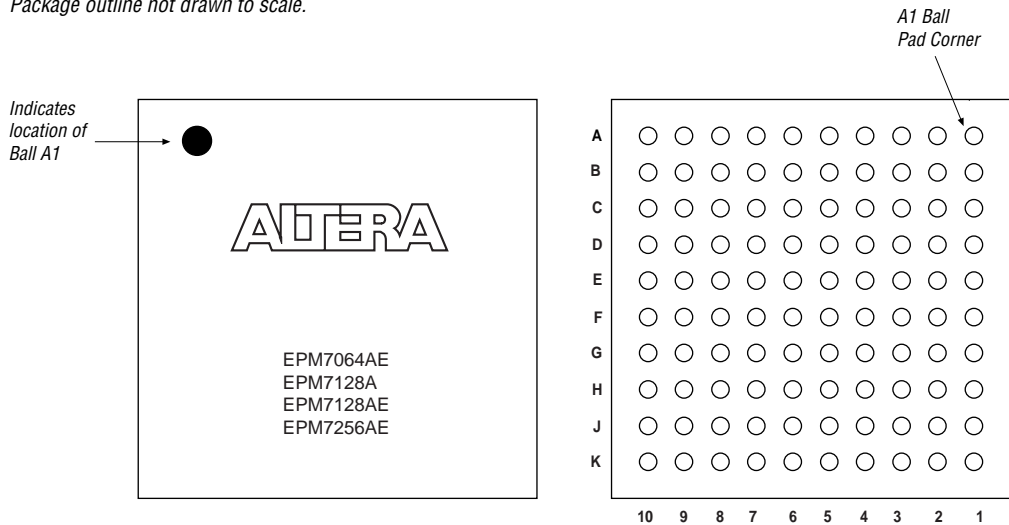 Package outline not drawn to scale.
A1 Ball
Pad Corner
Indicates
location of
Ball A1
ALTERA
EPM7064AE
EPM7128A
EPM7128AE
EPM7256AE
A
B
C
D
E
F
G
H
J
K
10 9 8 7 6 5 4 3 2 1